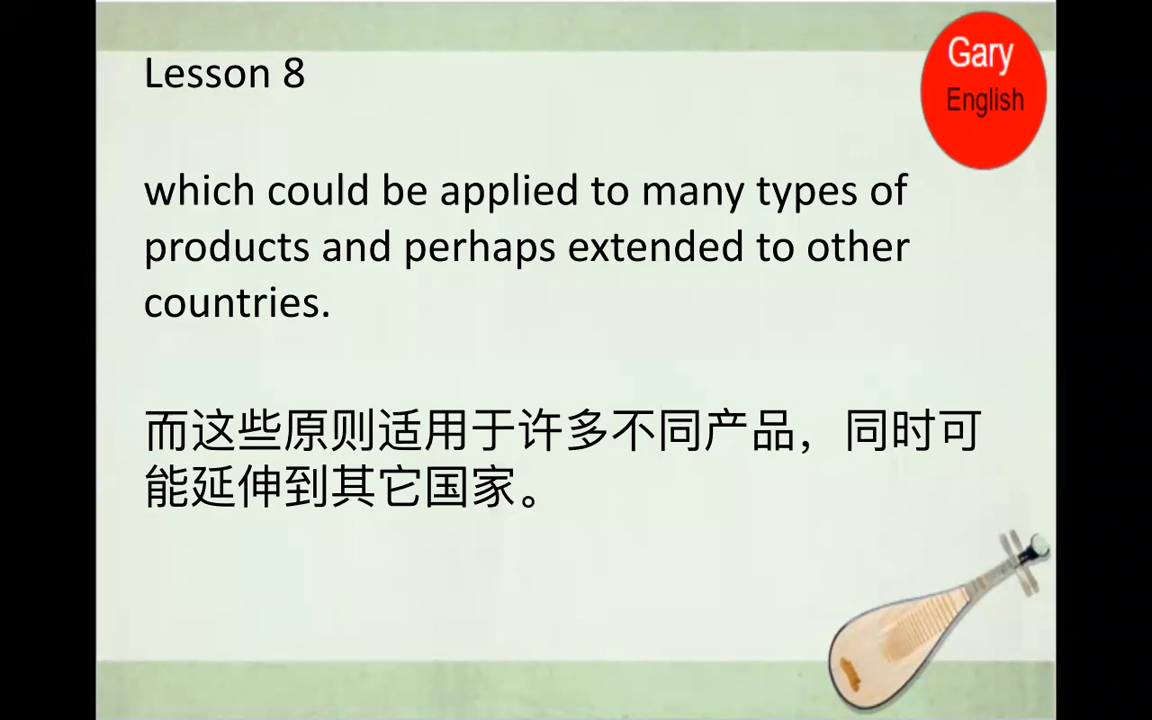 Lesson 8
Gary
English
which could be applied to many types of
products and perhaps extended to other
countries.
而这些原则适用于许多不同产品，同时可
能延伸到其它国家。